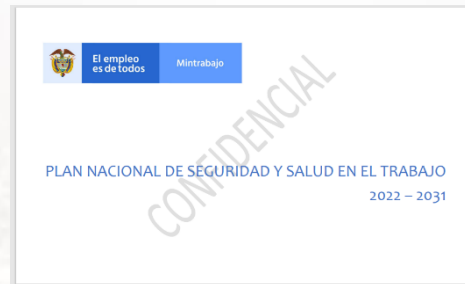 El empleo
es de todos
Mintrabajo
CONFIDENCIAL
PLAN NACIONAL DE SEGURIDAD Y SALUD EN EL TRABAJO
2022 – 2031